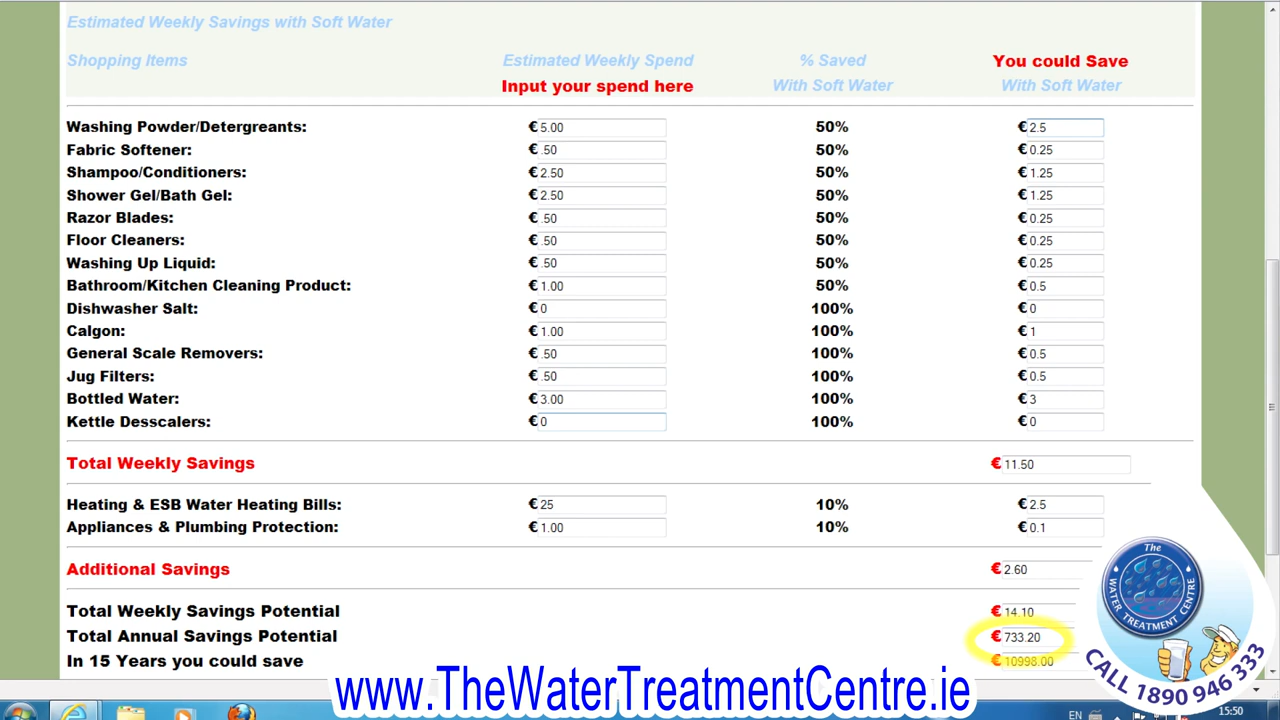 Estimated Weekly Savings with Soft Water
Shopping Items Estimated Weekly Spend % Saved You could Save
Input your spend here With Soft Water With Soft Water
Washing Powder/Detergreants: € 5.00 50% € 2.5
Fabric Softener: € .50 50% € 0.25
Shampoo/Conditioners: € 2.50 50% € 1.25
Shower Gel/Bath Gel: € 2.50 50% € 1.25
Razor Blades: € .50 50% € 0.25
Floor Cleaners: € .50 50% € 0.25
Washing Up Liquid: € .50 50% € 0.25
Bathroom/Kitchen Cleaning Product: € 1.00 50% € 0.5
Dishwasher Salt: € 0 100% € 0
Calgon: € 1.00 100% € 1
General Scale Removers: € .50 100% € 0.5
Jug Filters: € .50 100% € 0.5
Bottled Water: € 3.00 100% € 3
Kettle Desscalers: € 0 100% € 0
Total Weekly Savings € 11.50
Heating & ESB Water Heating Bills: € 25 10% € 2.5
Appliances & Plumbing Protection: € 1.00 10% € 0.1
Additional Savings € 2.60
Total Weekly Savings Potential € 14.10
Total Annual Savings Potential € 733.20
In 15 Years you could save € 10998.00
The
WATER TREATMENT CENTRE
CALL 1890 946 333
www.TheWaterTreatmentCentre.ie
EN 15:50